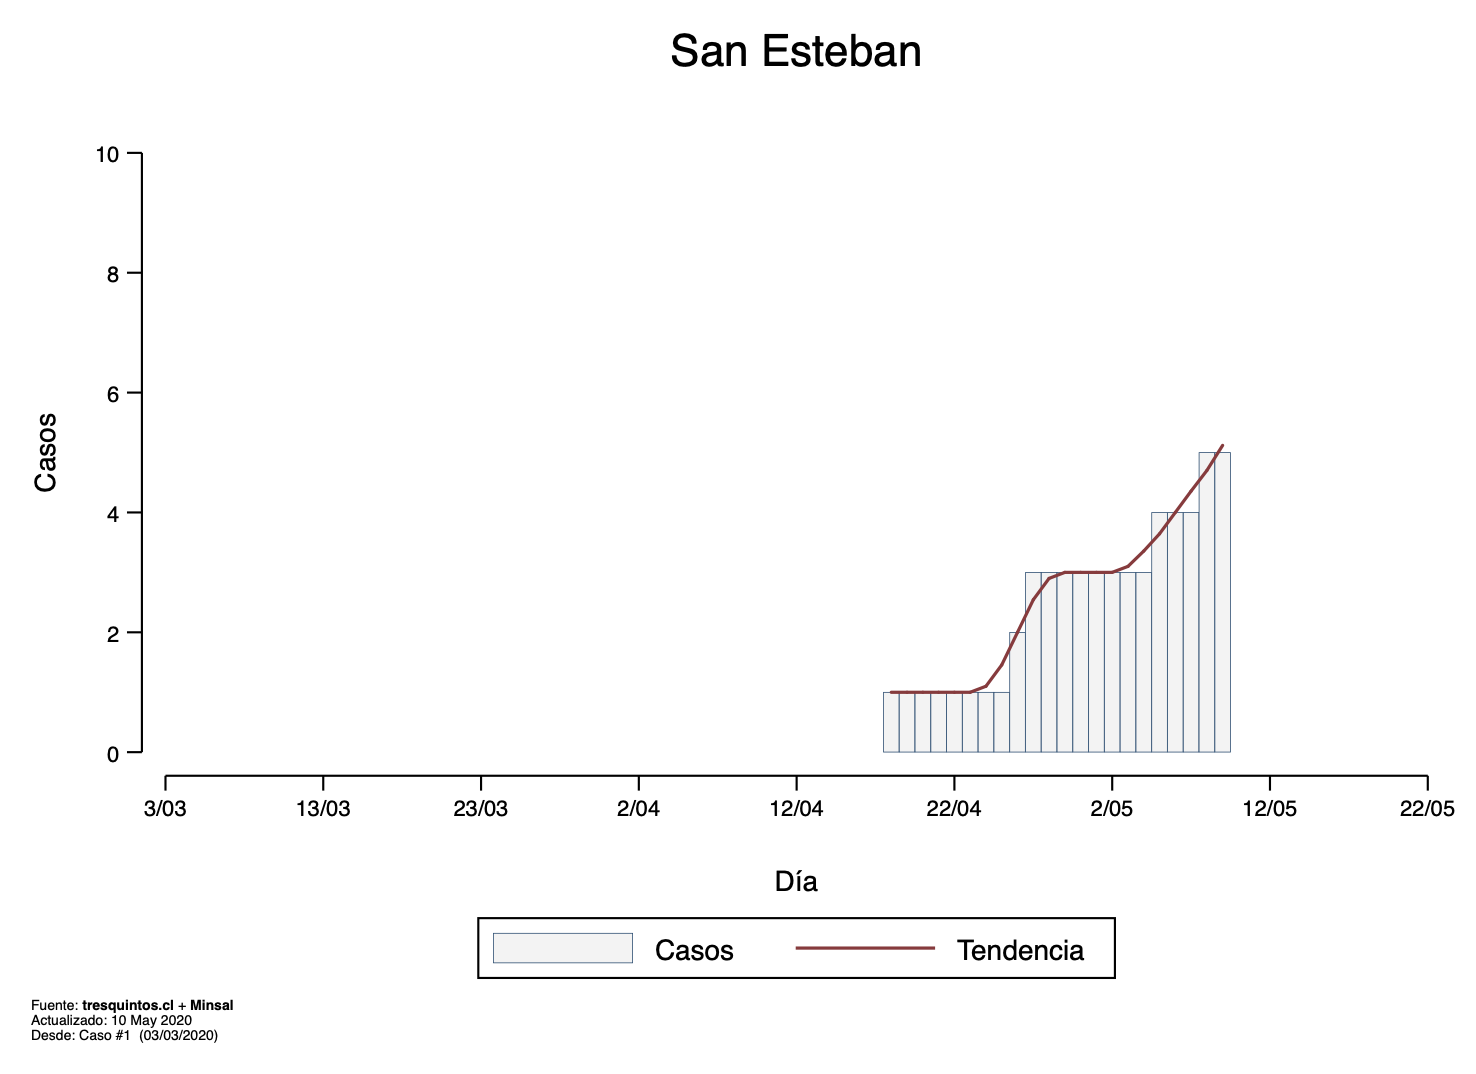 San Esteban
10
8
6
4
2
0
Casos
3/03 13/03 23/03 2/04 12/04 22/04 2/05 12/05 22/05
Día
Casos Tendencia
Fuente: tresquintos.cl + Minsal
Actualizado: 10 May 2020
Desde: Caso #1 (03/03/2020)